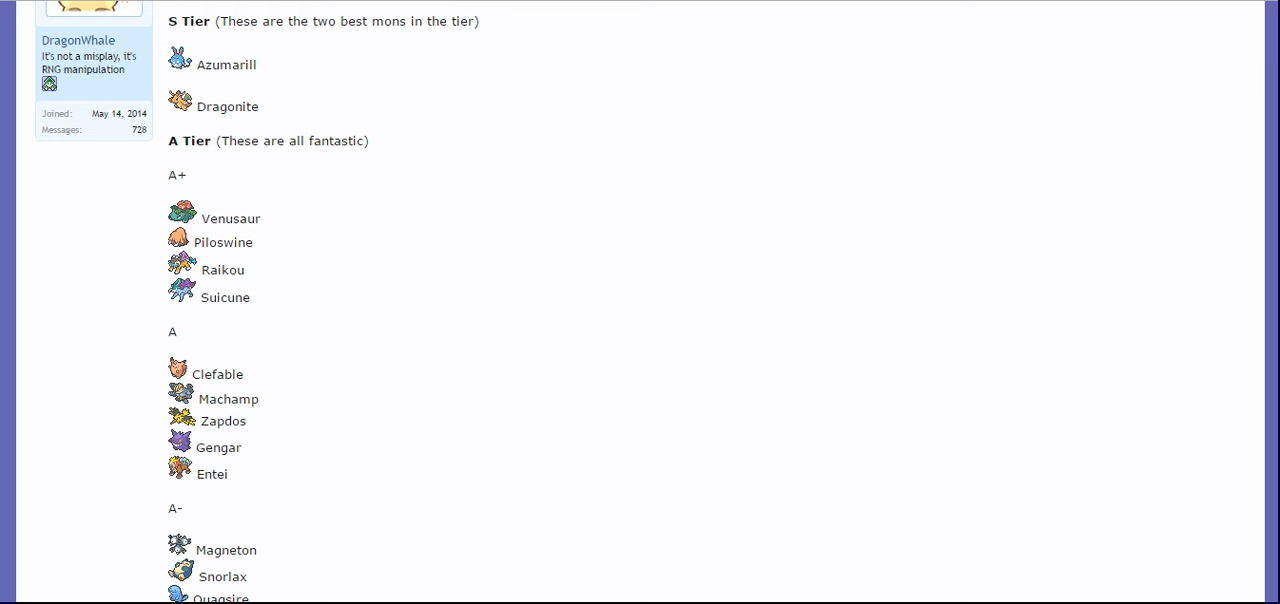 DragonWhale
It's not a misplay, it's
RNG manipulation
Joined: May 14, 2014
Messages: 728
S Tier (These are the two best mons in the tier)
Azumarill
Dragonite
A Tier (These are all fantastic)
A+
Venusaur
Piloswine
Raikou
Suicune
A
Clefable
Machamp
Zapdos
Gengar
Entei
A-
Magneton
Snorlax
Quagsire